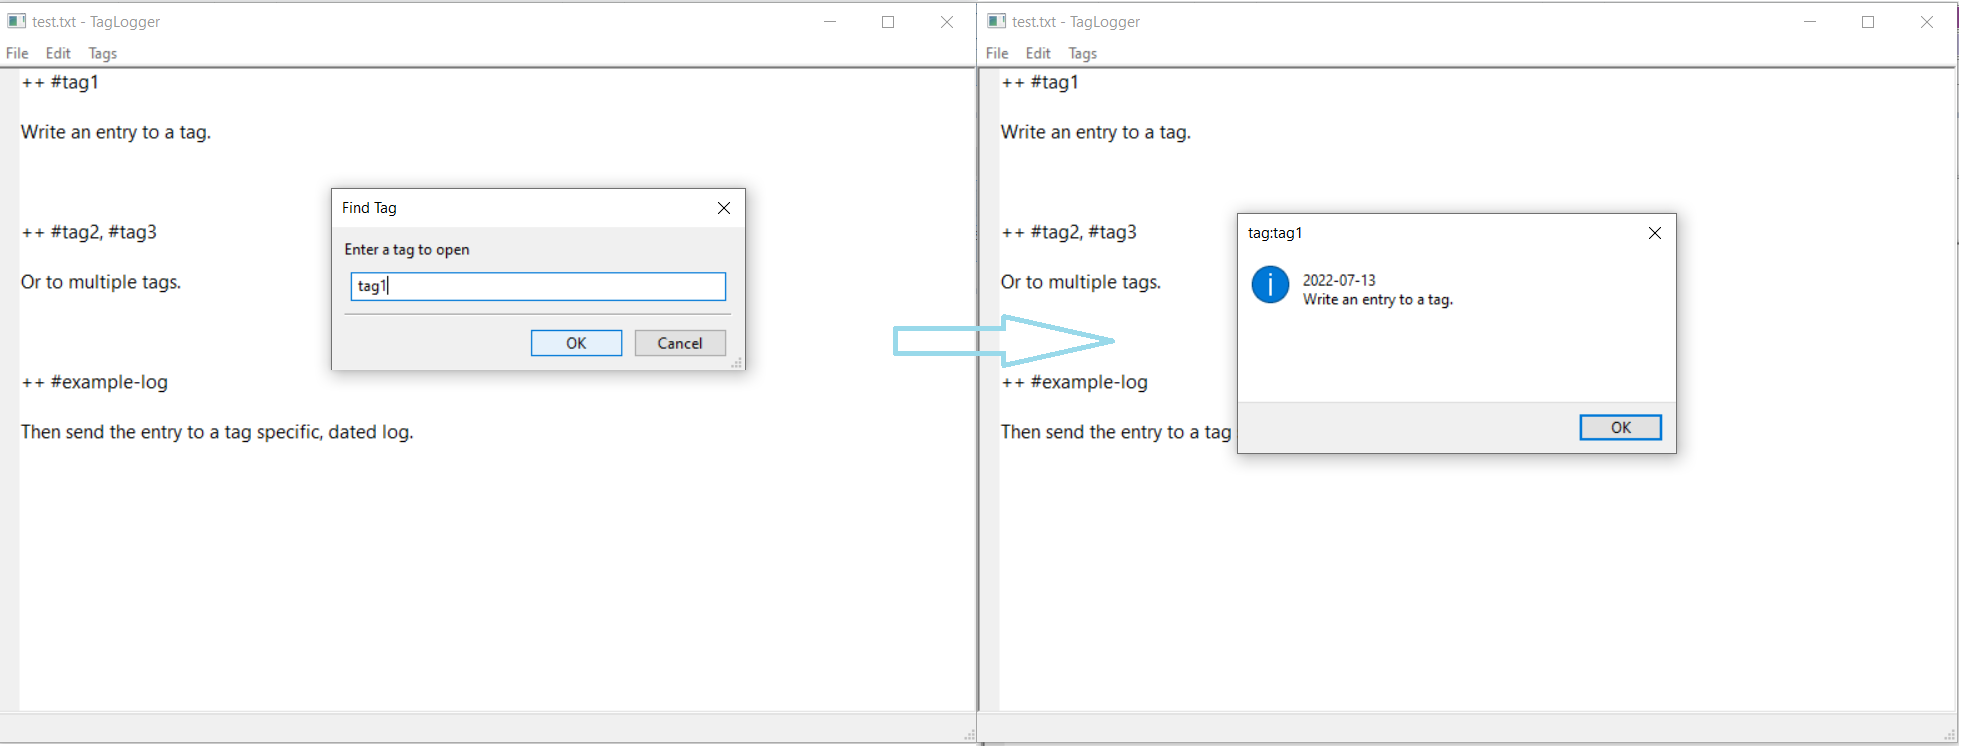 test.txt - TagLogger
File Edit Tags
++ #tag1
Write an entry to a tag.
++ #tag2, #tag3
Or to multiple tags.
++ #example-log
Then send the entry to a tag specific, dated log.
Find Tag
Enter a tag to open
tag1
OK Cancel
test.txt - TagLogger
File Edit Tags
++ #tag1
Write an entry to a tag.
++ #tag2, #tag3
Or to multiple tags.
++ #example-log
Then send the entry to a tag
tag:tag1
2022-07-13
Write an entry to a tag.
OK